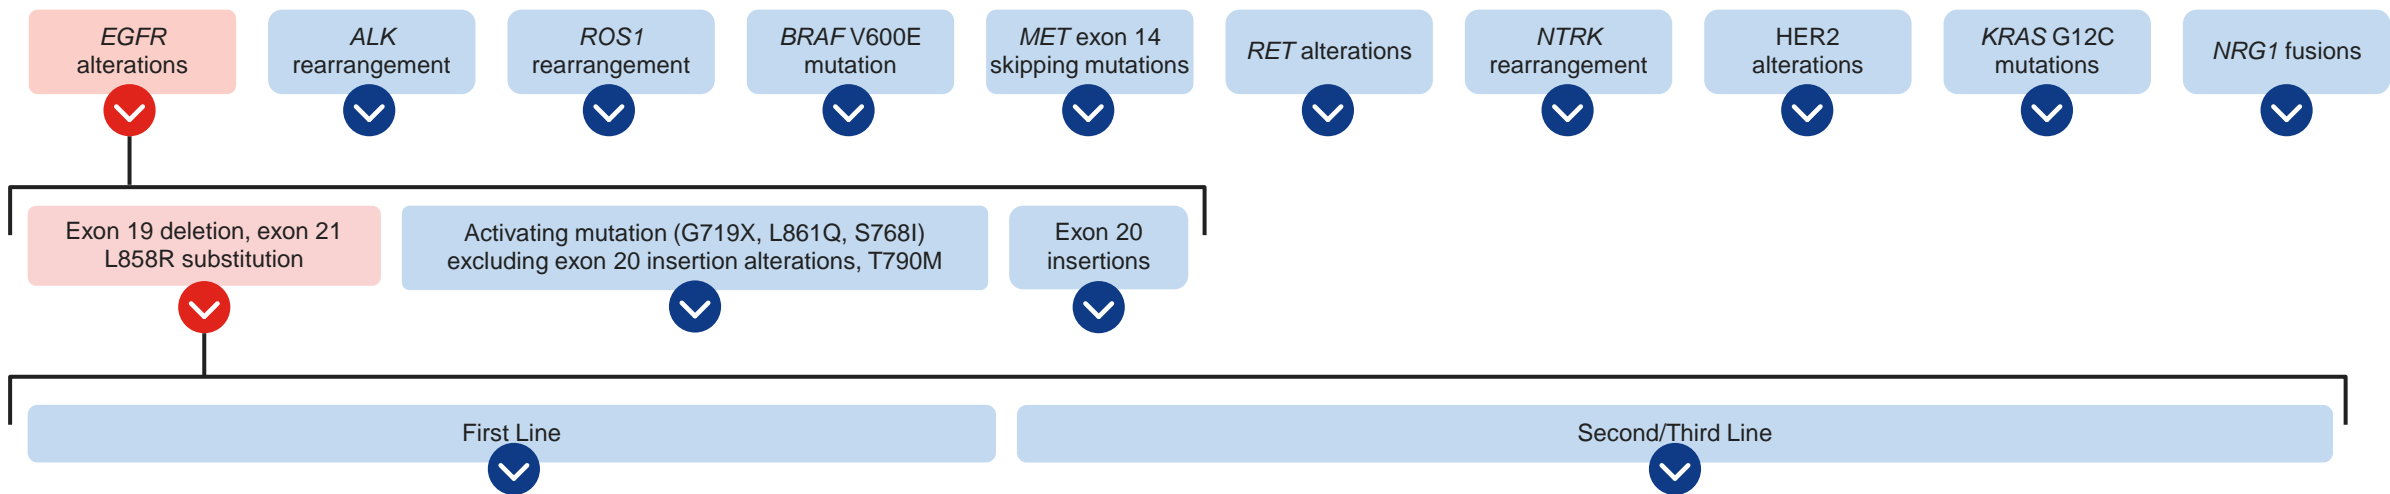 EGFR
alterations
ALK
rearrangement
ROS1
rearrangement
BRAF V600E
mutation
MET exon 14
skipping mutations
RET alterations
NTRK
rearrangement
HER2
alterations
KRAS G12C
mutations
NRG1 fusions
Exon 19 deletion, exon 21
L858R substitution
Activating mutation (G719X, L861Q, S768I)
excluding exon 20 insertion alterations, T790M
Exon 20
insertions
First Line
Second/Third Line